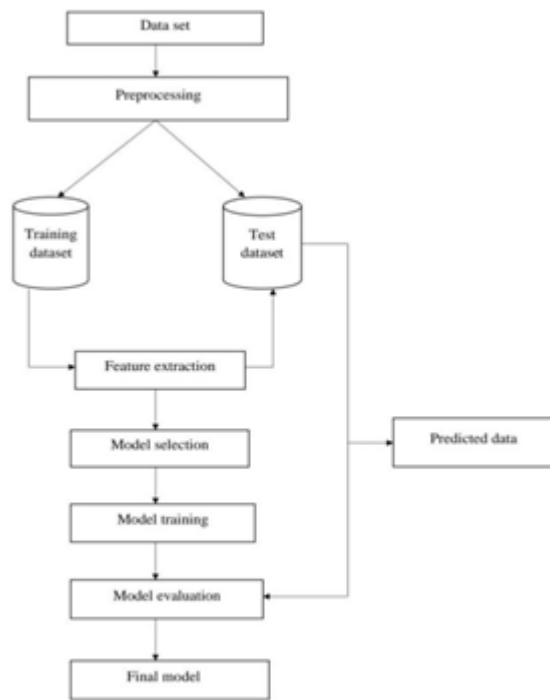 Data set
Preprocessing
Training
dataset
Test
dataset
Feature extraction
Model selection
Predicted data
Model training
Model evaluation
Final model